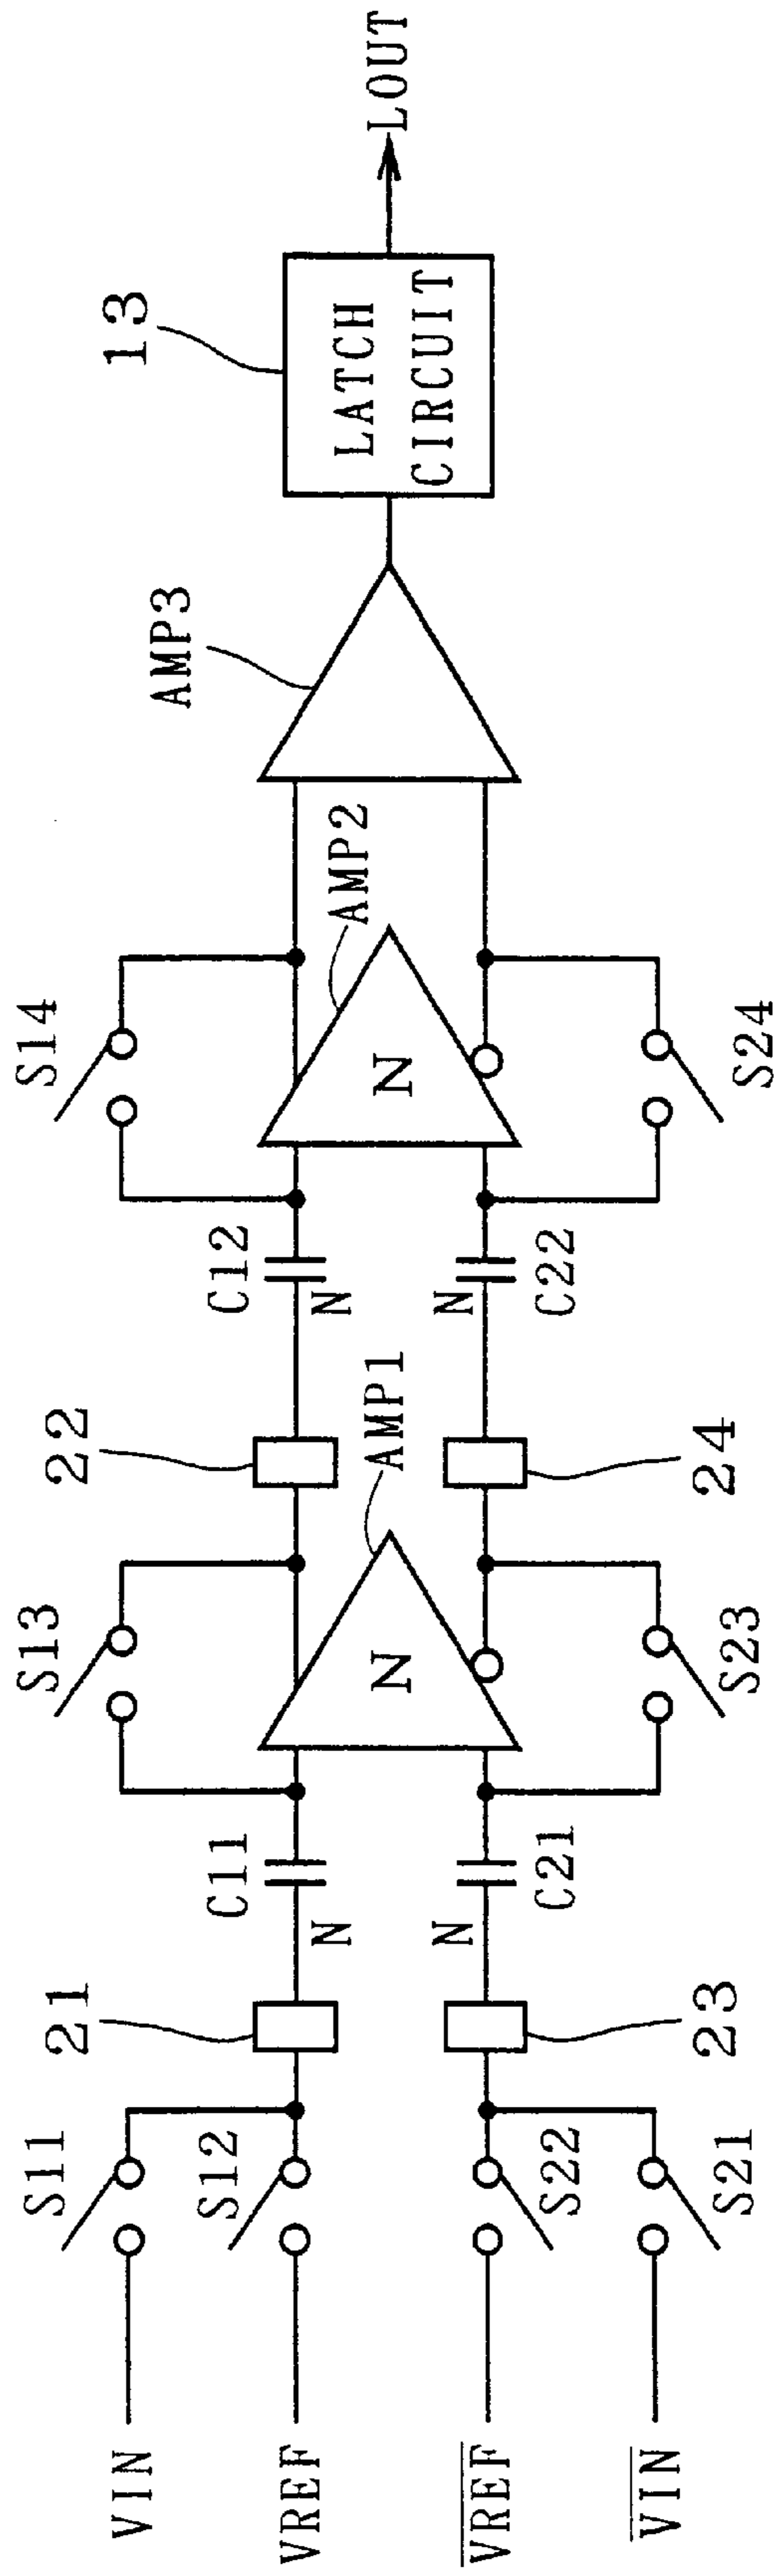 VIN
VREF
VREF
VIN
S11
S12
S22
S21
21
23
N
N
C11
C21
S13
N
S23
AMP1
22
24
N
N
C12
C22
S14
N
S24
AMP2
AMP3
13
LATCH
CIRCUIT
LOUT